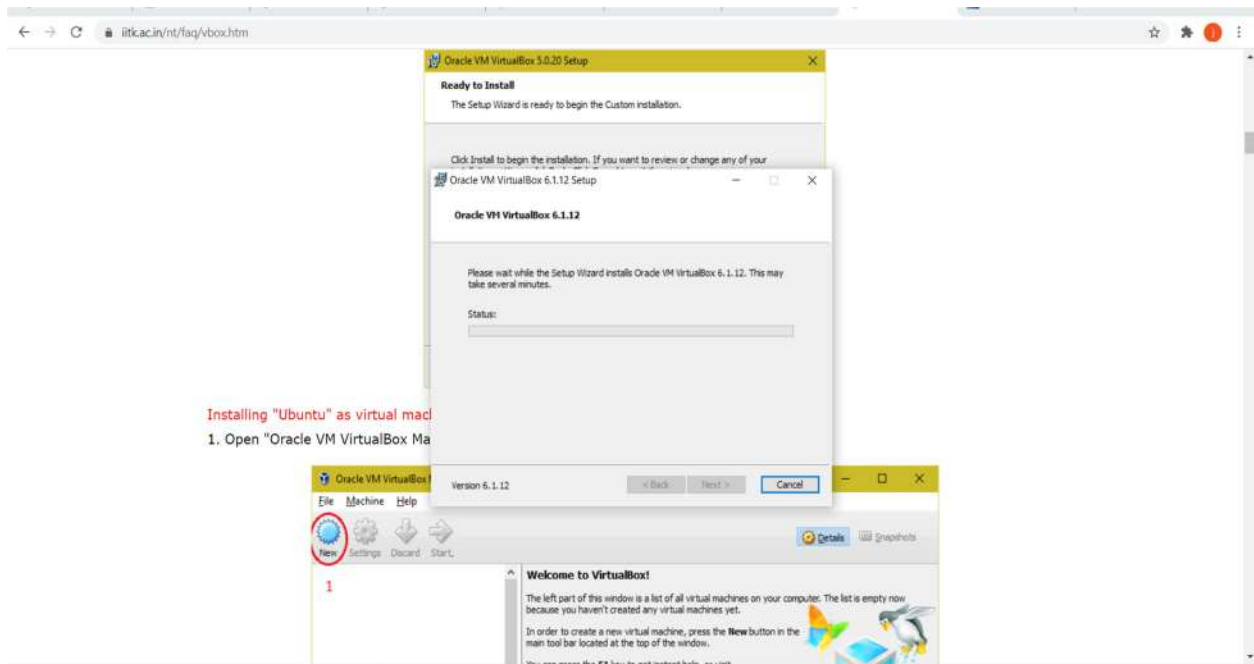 iitk.ac.in/nt/faq/vbox.htm
Oracle VM VirtualBox 5.0.20 Setup
Ready to Install
The Setup Wizard is ready to begin the Custom installation.
Click Install to begin the installation. If you want to review or change any of your
Oracle VM VirtualBox 6.1.12 Setup
Oracle VM VirtualBox 6.1.12
Please wait while the Setup Wizard installs Oracle VM VirtualBox 6.1.12. This may
take several minutes.
Status:
Installing "Ubuntu" as virtual mac
1. Open "Oracle VM VirtualBox Ma
Version 6.1.12
< Back Next > Cancel
Oracle VM VirtualBox
File Machine Help
New Settings Discard Start
Details Snapshots
1
Welcome to VirtualBox!
The left part of this window is a list of all virtual machines on your computer. The list is empty now
because you haven't created any virtual machines yet.
In order to create a new virtual machine, press the New button in the
main tool bar located at the top of the window.